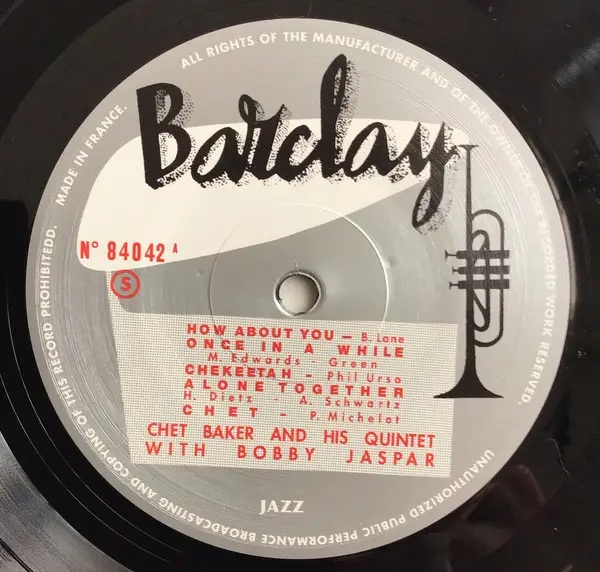 ALL RIGHTS OF THE MANUFACTURER AND OF THE OWNER OF THE RECORDED WORK RESERVED
Barclay
N° 84042 A
S
HOW ABOUT YOU — B. Lane
ONCE IN A WHILE
M. Edwards - Green
CHEKEETAH - Phil Urso
ALONE TOGETHER
H. Dietz - A. Schwartz
CHET - P. Michelot
CHET BAKER AND HIS QUINTET
WITH BOBBY JASPAR
JAZZ
UNAUTHORIZED PUBLIC PERFORMANCE BROADCASTING AND COPYING OF THIS RECORD PROHIBITEDD. MADE IN FRANCE.